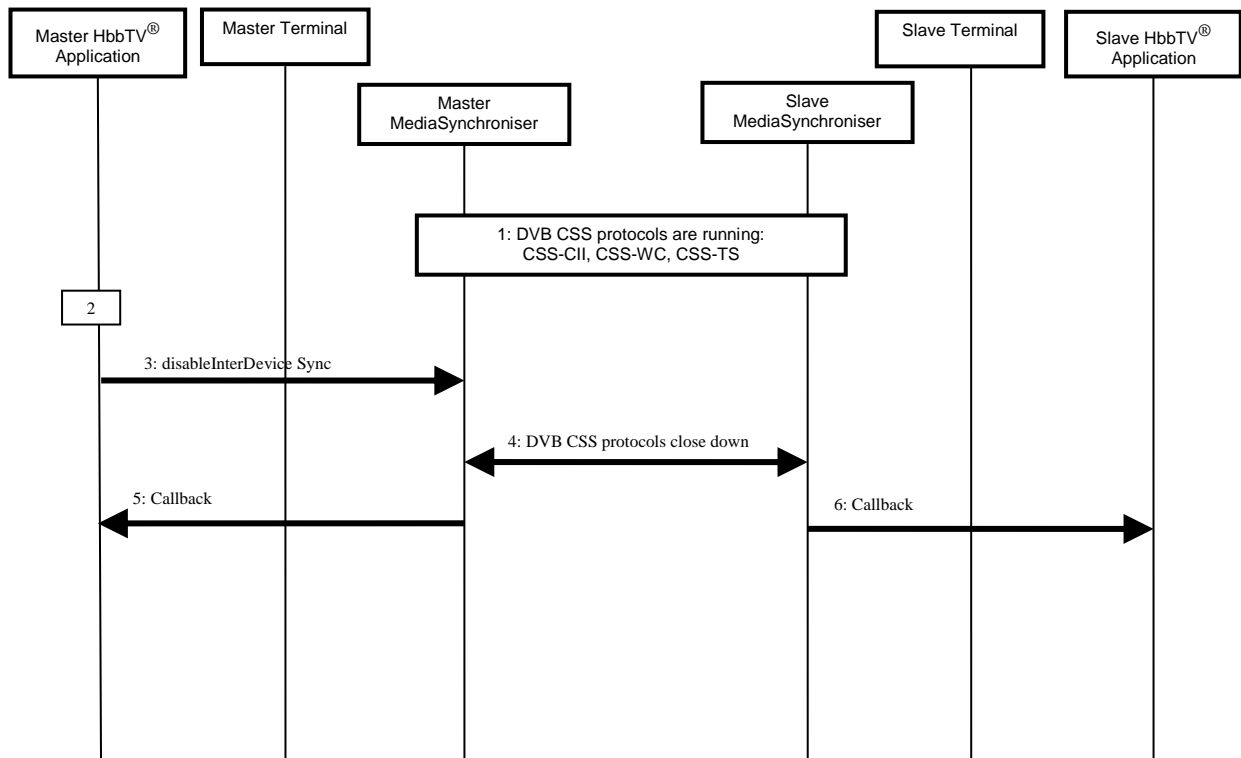 Master HbbTV®
Application
Master Terminal
Slave Terminal
Slave HbbTV®
Application
Master
MediaSynchroniser
Slave
MediaSynchroniser
1: DVB CSS protocols are running:
CSS-CII, CSS-WC, CSS-TS
2
3: disableInterDevice Sync
4: DVB CSS protocols close down
5: Callback
6: Callback